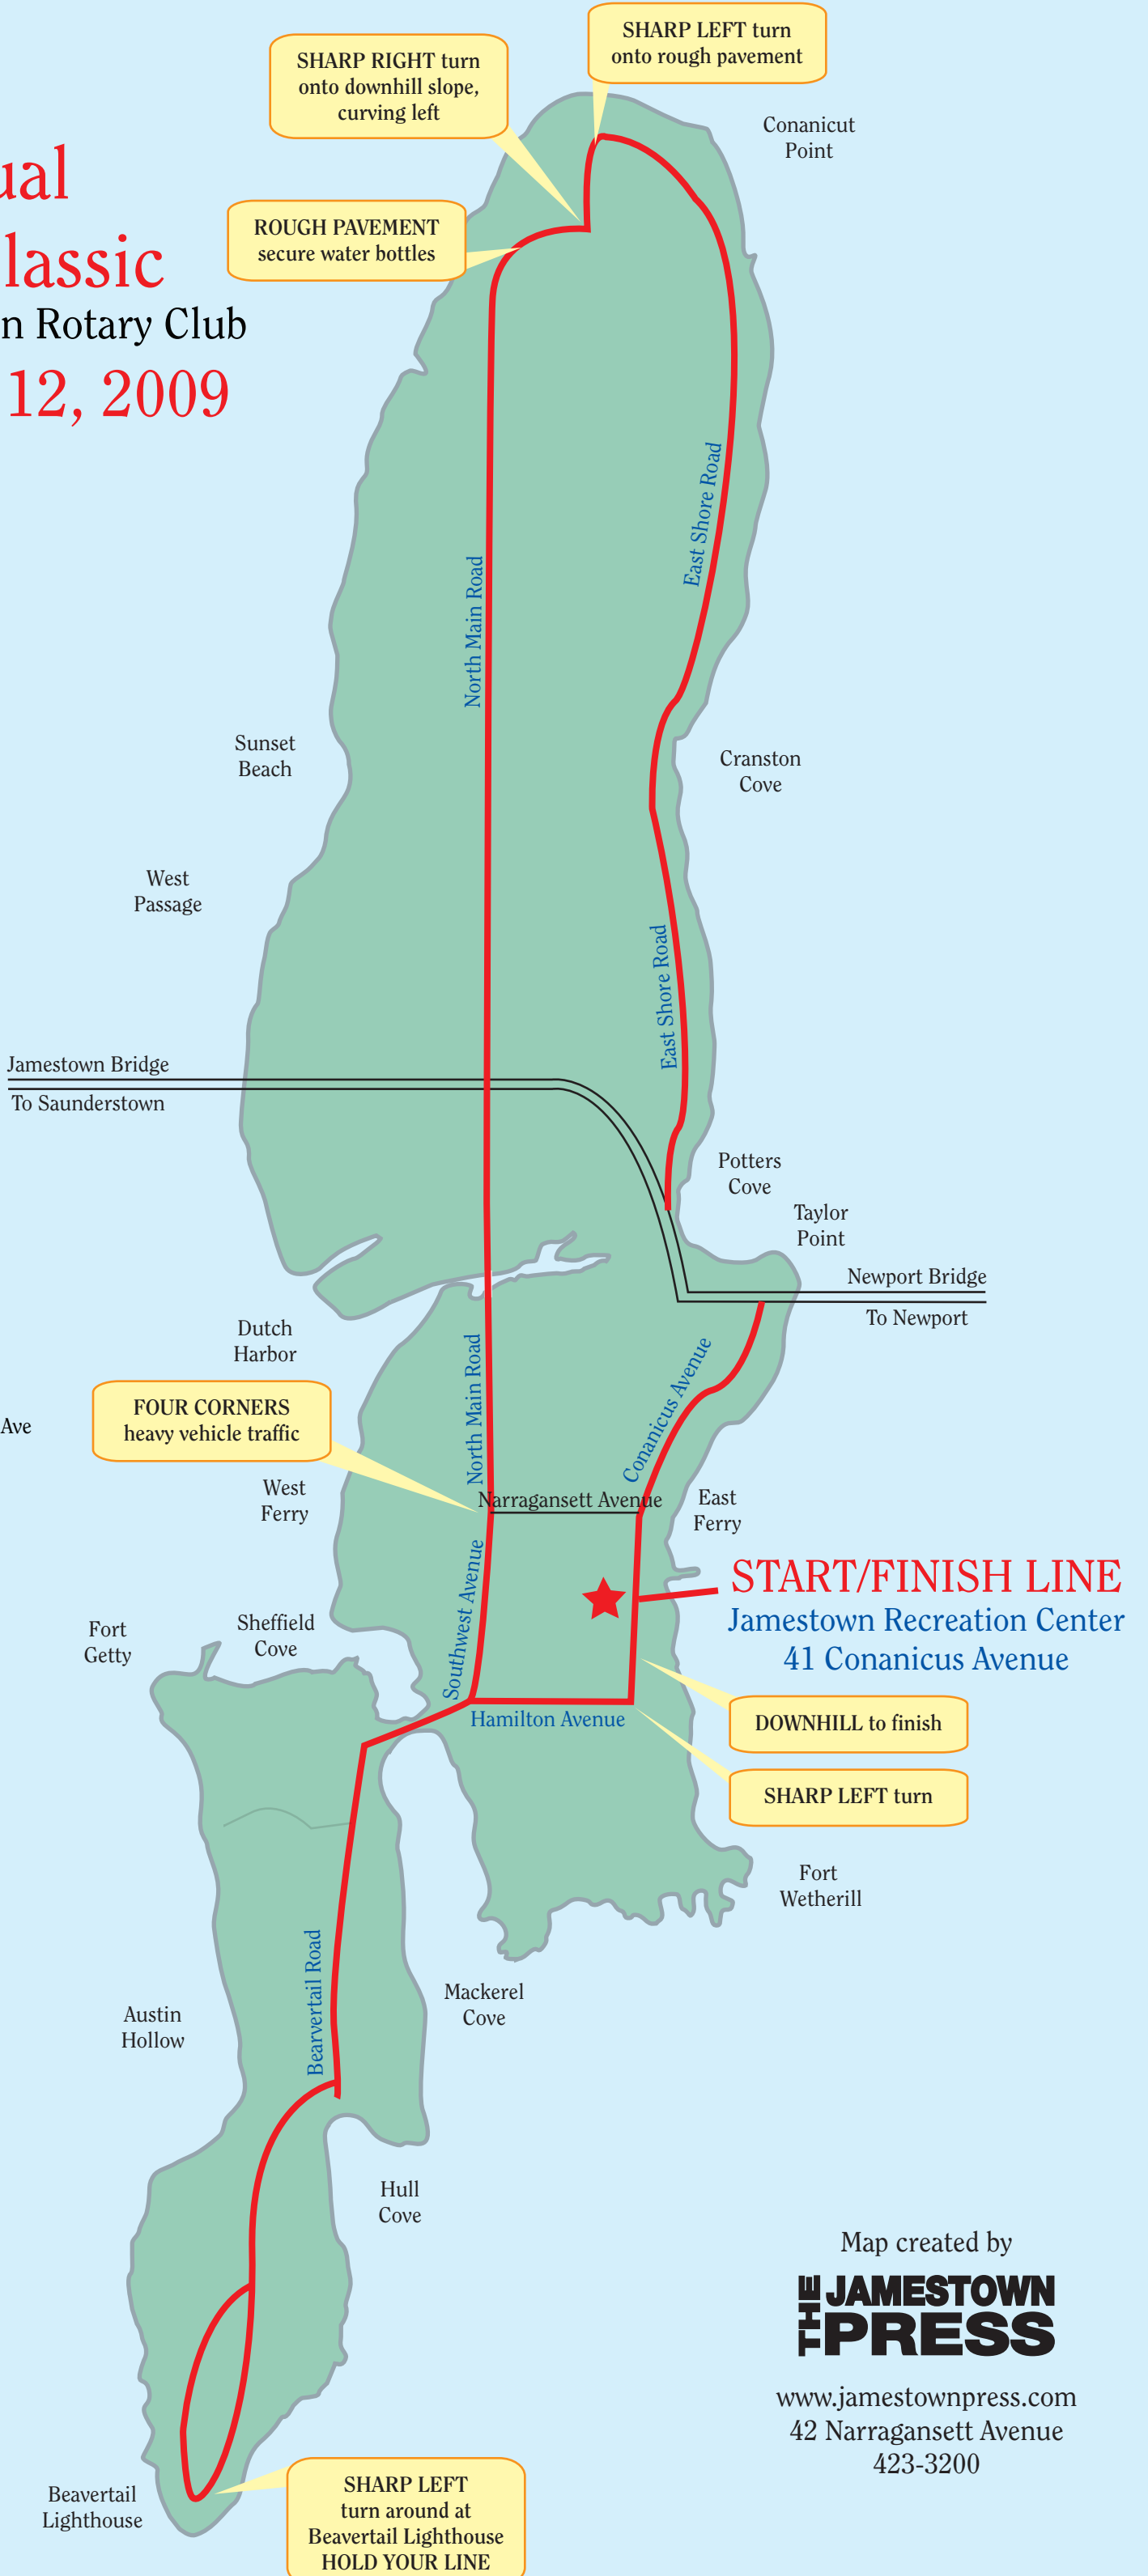 SHARP LEFT turn
onto rough pavement
SHARP RIGHT turn
onto downhill slope,
curving left
Conanicut
Point
ual
lassic
n Rotary Club
12, 2009
ROUGH PAVEMENT
secure water bottles
East Shore Road
North Main Road
Sunset
Beach
Cranston
Cove
West
Passage
East Shore Road
Jamestown Bridge
To Saunderstown
Potters
Cove
Taylor
Point
Newport Bridge
To Newport
Dutch
Harbor
North Main Road
Conanicus Avenue
FOUR CORNERS
heavy vehicle traffic
Ave
West
Ferry
Narragansett Avenue
East
Ferry
START/FINISH LINE
Jamestown Recreation Center
41 Conanicus Avenue
Southwest Avenue
Fort
Getty
Sheffield
Cove
Hamilton Avenue
DOWNHILL to finish
SHARP LEFT turn
Fort
Wetherill
Bearvertail Road
Mackerel
Cove
Austin
Hollow
Hull
Cove
Map created by
THE JAMESTOWN
PRESS
www.jamestownpress.com
42 Narragansett Avenue
423-3200
Beavertail
Lighthouse
SHARP LEFT
turn around at
Beavertail Lighthouse
HOLD YOUR LINE